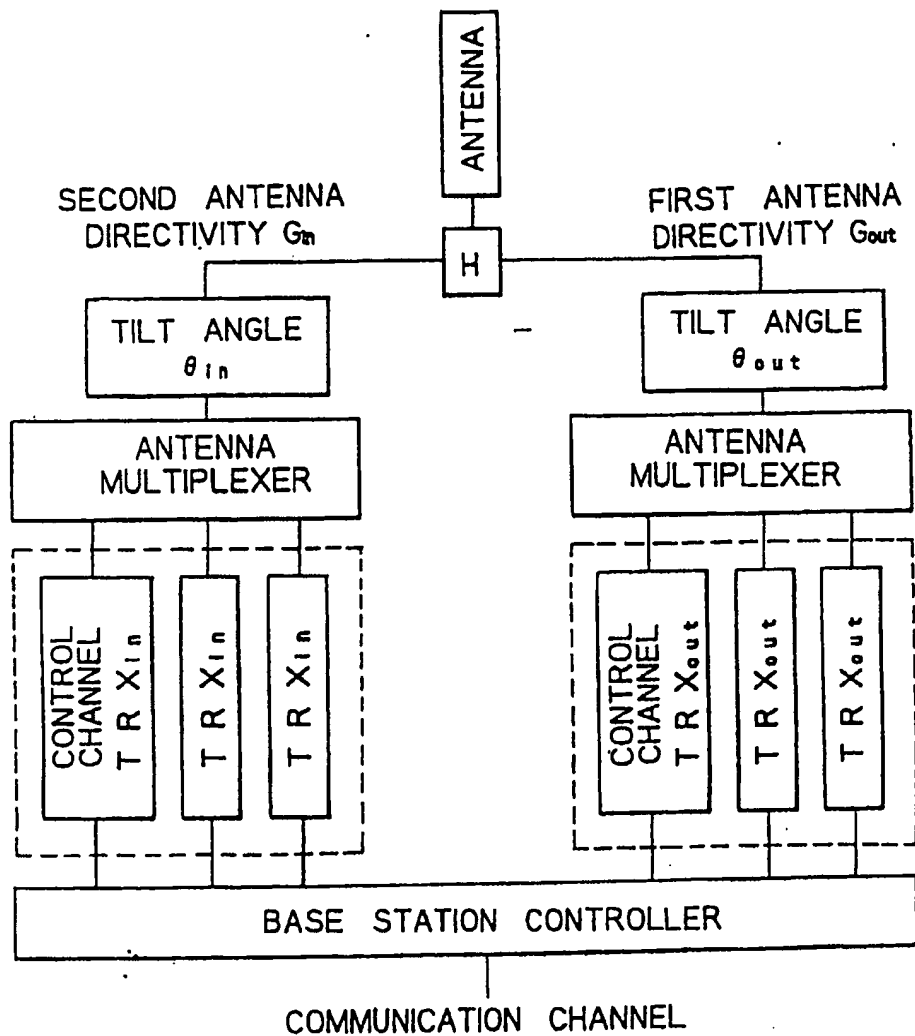 ANTENNA
SECOND ANTENNA
DIRECTIVITY Gin
FIRST ANTENNA
DIRECTIVITY Gout
H
TILT ANGLE
θin
TILT ANGLE
θout
ANTENNA
MULTIPLEXER
ANTENNA
MULTIPLEXER
CONTROL
CHANNEL
TRXin
TRXin
TRXin
CONTROL
CHANNEL
TRXout
TRXout
TRXout
BASE STATION CONTROLLER
COMMUNICATION CHANNEL